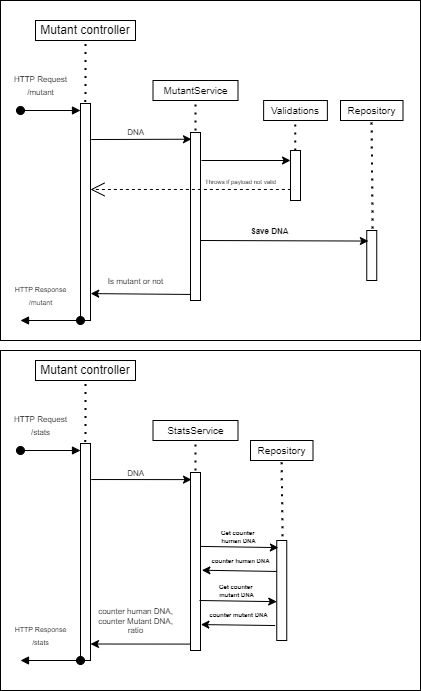 Mutant controller
HTTP Request
/mutant
MutantService
Validations
Repository
DNA
Throws if payload not valid
Save DNA
Is mutant or not
HTTP Response
/mutant
Mutant controller
HTTP Request
/stats
StatsService
Repository
DNA
Get counter
human DNA
counter human DNA
Get counter
mutant DNA
counter mutant DNA
counter human DNA,
counter Mutant DNA,
ratio
HTTP Response
/stats